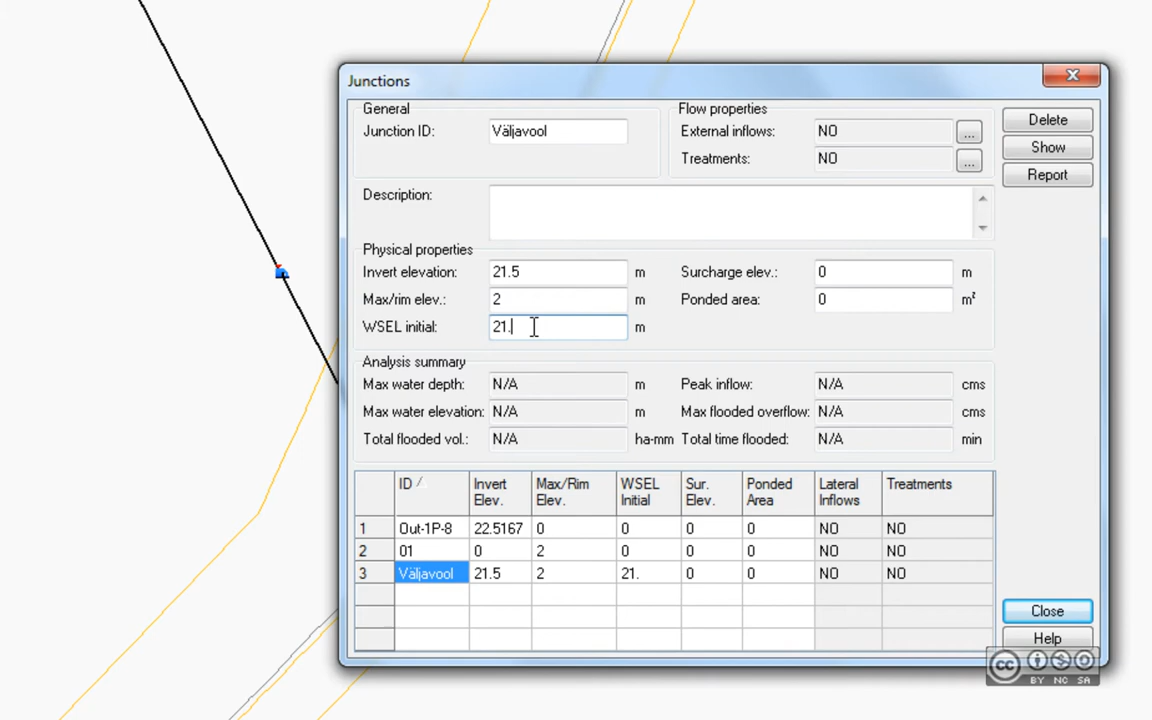 Junctions
General
Junction ID: Väljavool
Flow properties
External inflows: NO ...
Treatments: NO ...
Delete
Show
Report
Description:
Physical properties
Invert elevation: 21.5 m Surcharge elev.: 0 m
Max/rim elev.: 2 m Ponded area: 0 m²
WSEL initial: 21. m
Analysis summary
Max water depth: N/A m Peak inflow: N/A cms
Max water elevation: N/A m Max flooded overflow: N/A cms
Total flooded vol.: N/A ha-mm Total time flooded: N/A min
ID Invert Elev. Max/Rim Elev. WSEL Initial Sur. Elev. Ponded Area Lateral Inflows Treatments
1 Out-1P-8 22.5167 0 0 0 0 NO NO
2 01 0 2 0 0 0 NO NO
3 Väljavool 21.5 2 21. 0 0 NO NO
Close
Help
cc BY NC SA